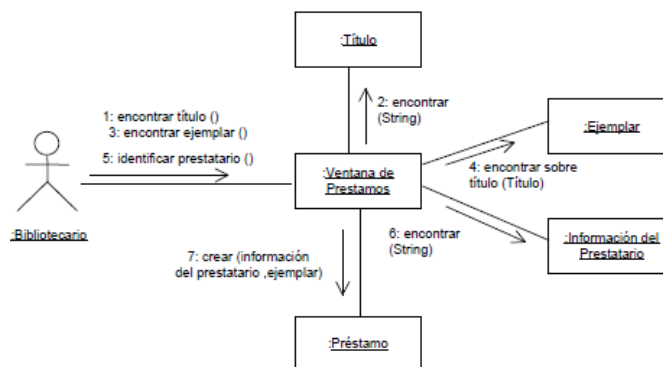 :Título
1: encontrar título ()
3: encontrar ejemplar ()
5: identificar prestatario ()
2: encontrar
(String)
:Ejemplar
:Ventana de
Prestamos
4: encontrar sobre
título (Título)
:Bibliotecario
6: encontrar
(String)
:Información del
Prestatario
7: crear (información
del prestatario ,ejemplar)
:Préstamo